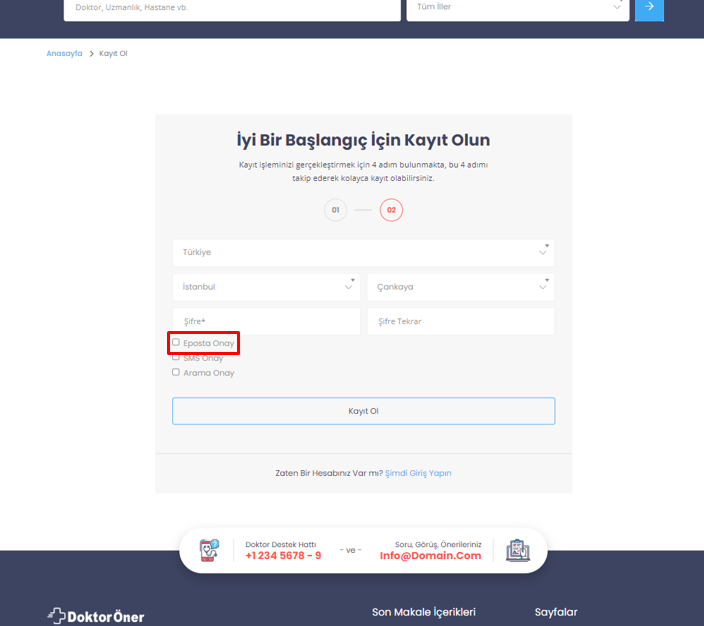 Doktor, Uzmanlık, Hastane vb.
Tüm İller
Anasayfa > Kayıt Ol
İyi Bir Başlangıç İçin Kayıt Olun
Kayıt işleminizi gerçekleştirmek için 4 adım bulunmakta, bu 4 adımı
takip ederek kolayca kayıt olabilirsiniz.
01 02
Türkiye
İstanbul
Çankaya
Şifre*
Şifre Tekrar
Eposta Onay
SMS Onay
Arama Onay
Kayıt Ol
Zaten Bir Hesabınız Var mı? Şimdi Giriş Yapın
Doktor Destek Hattı
+1 234 5678 - 9
- ve -
Soru, Görüş, Önerileriniz
Info@Domain.Com
DoktorÖner
Son Makale İçerikleri
Sayfalar